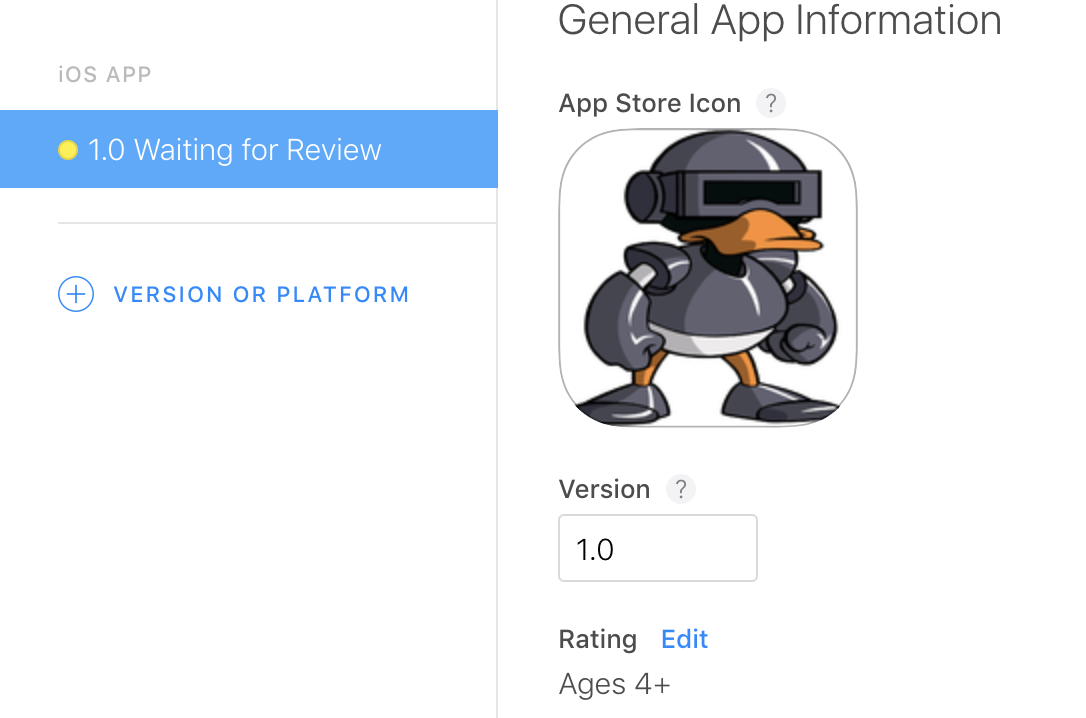 iOS APP
1.0 Waiting for Review
VERSION OR PLATFORM
General App Information
App Store Icon ?
Version ?
1.0
Rating Edit
Ages 4+